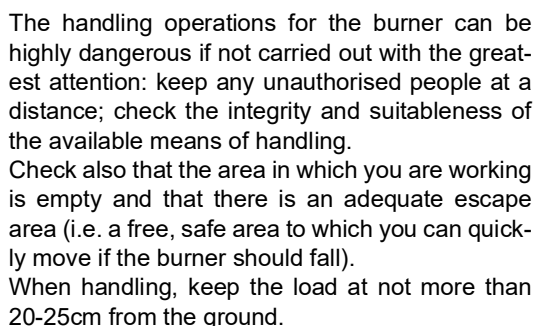 The handling operations for the burner can be
highly dangerous if not carried out with the great-
est attention: keep any unauthorised people at a
distance; check the integrity and suitableness of
the available means of handling.
Check also that the area in which you are working
is empty and that there is an adequate escape
area (i.e. a free, safe area to which you can quick-
ly move if the burner should fall).
When handling, keep the load at not more than
20-25cm from the ground.